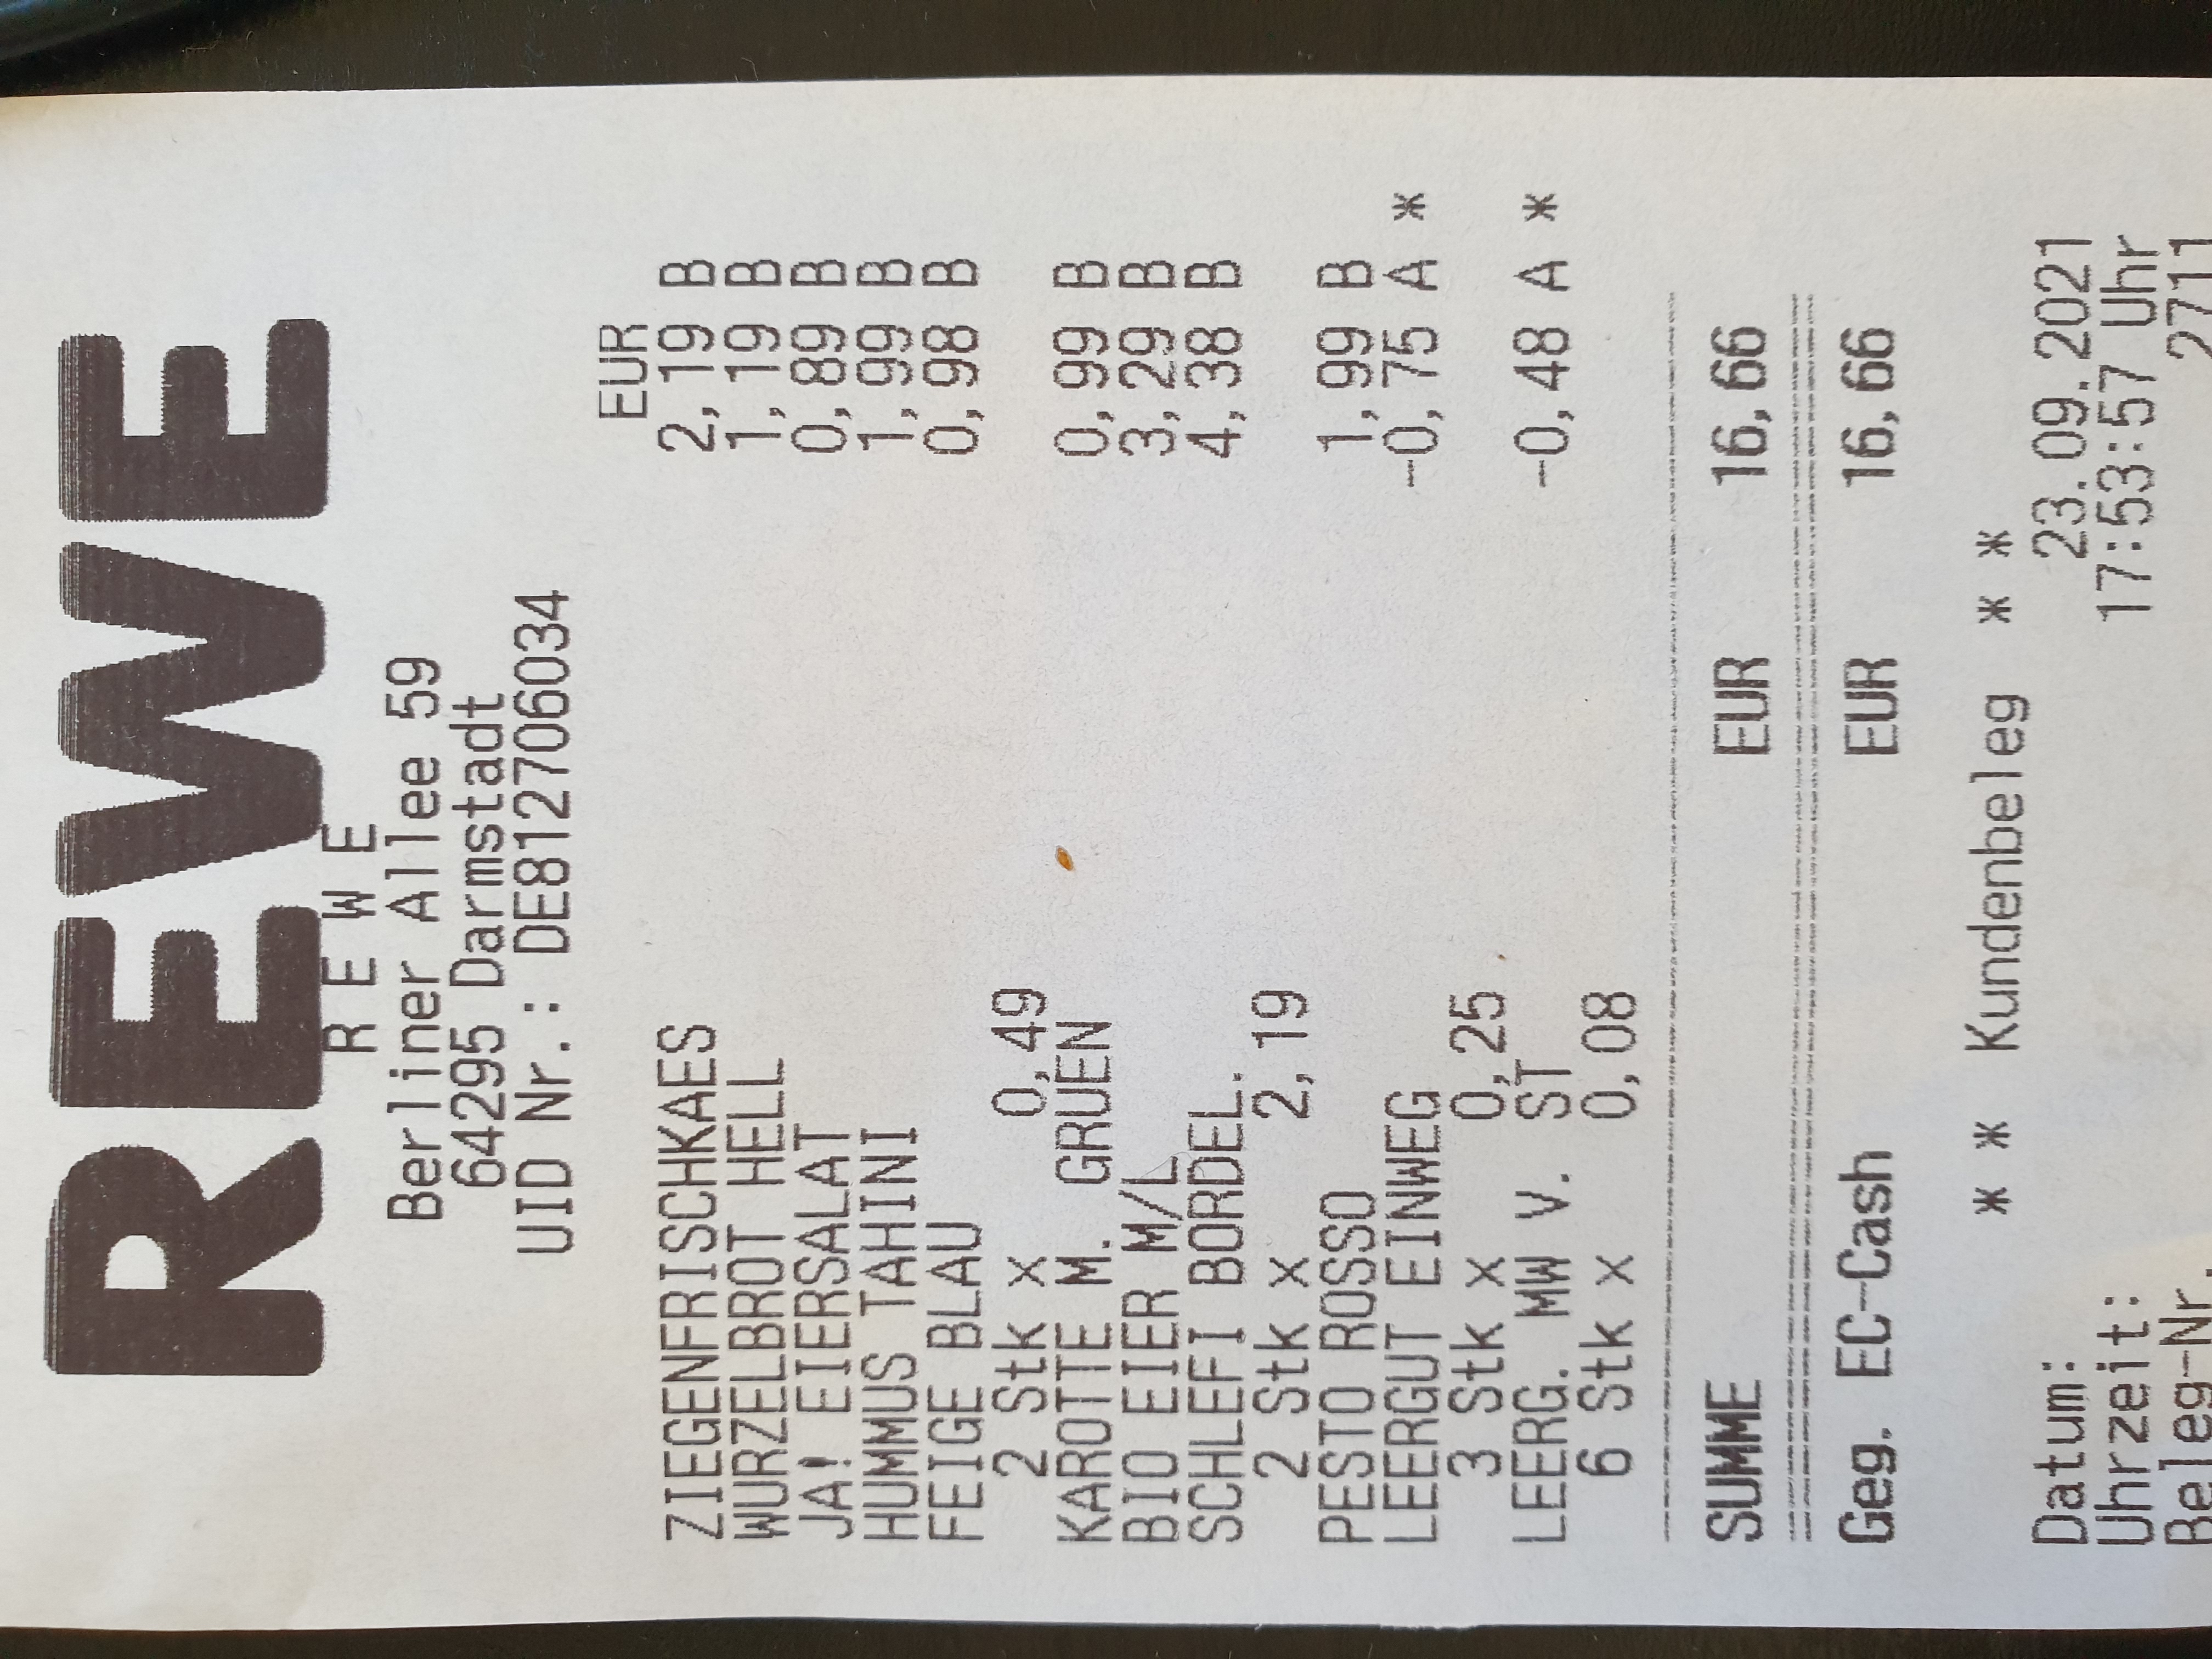 REWE
R E W E
Berliner Allee 59
64295 Darmstadt
UID Nr.: DE812706034
EUR
ZIEGENFRISCHKAES 2,19 B
WURZELBROT HELL 1,19 B
JA! EIERSALAT 0,89 B
HUMMUS TAHINI 1,99 B
FEIGE BLAU 0,98 B
2 Stk x 0,49
KAROTTE M. GRUEN 0,99 B
BIO EIER M/L 3,29 B
SCHLEFI BORDEL. 4,38 B
2 Stk x 2,19
PESTO ROSSO 1,99 B
LEERGUT EINWEG -0,75 A *
3 Stk x 0,25
LEERG. MW V. ST -0,48 A *
6 Stk x 0,08
SUMME EUR 16,66
Geg. EC-Cash EUR 16,66
* * Kundenbeleg * *
Datum: 23.09.2021
Uhrzeit: 17:53:57 Uhr
Beleg-Nr. 2711